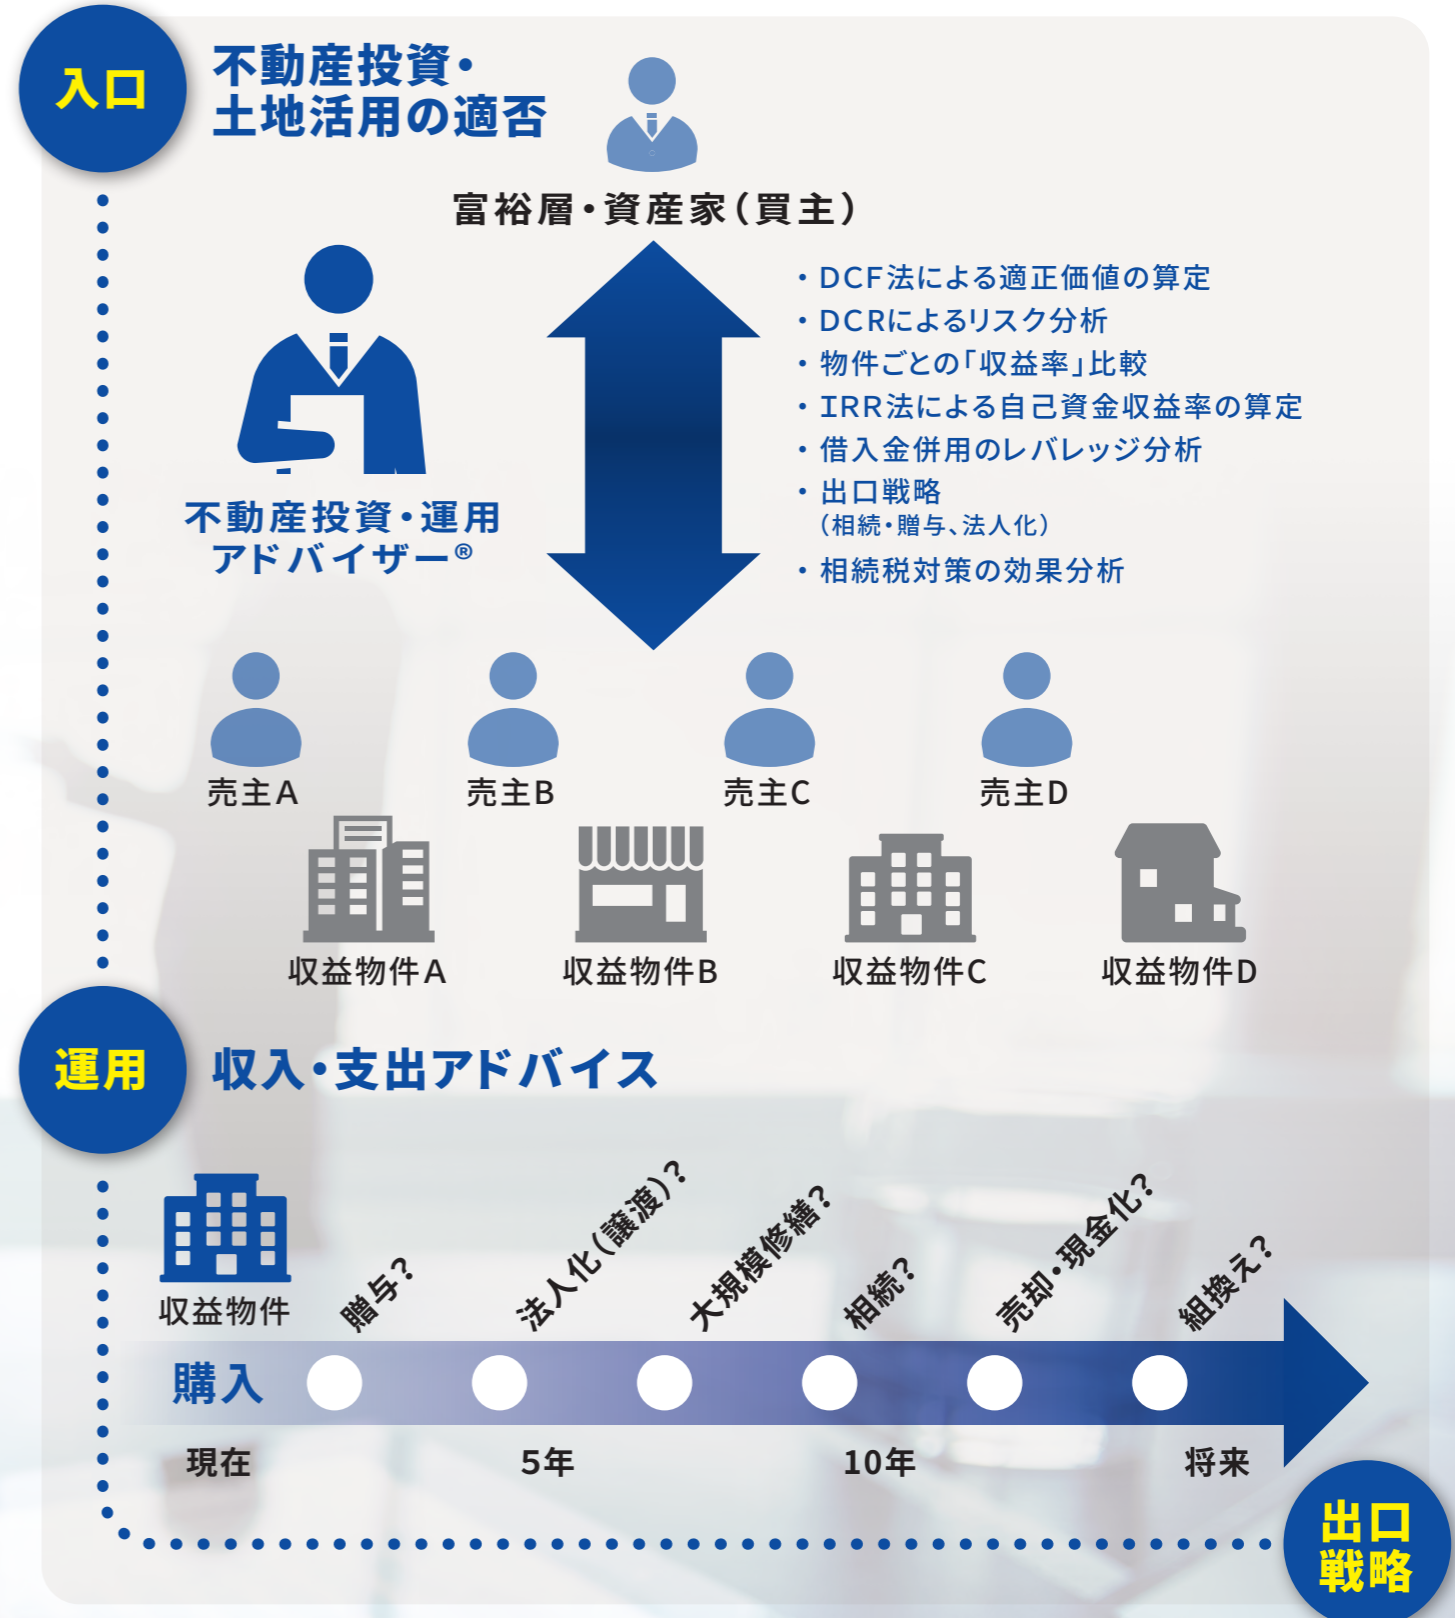 入口
不動産投資・
土地活用の適否
富裕層・資産家（買主）
不動産投資・運用
アドバイザー®
・DCF法による適正価値の算定
・DCRによるリスク分析
・物件ごとの「収益率」比較
・IRR法による自己資金収益率の算定
・借入金併用のレバレッジ分析
・出口戦略
（相続・贈与、法人化）
・相続税対策の効果分析
売主A
売主B
売主C
売主D
収益物件A
収益物件B
収益物件C
収益物件D
運用
収入・支出アドバイス
収益物件
贈与？
法人化（譲渡）？
大規模修繕？
相続？
売却・現金化？
組換え？
購入
現在
5年
10年
将来
出口
戦略